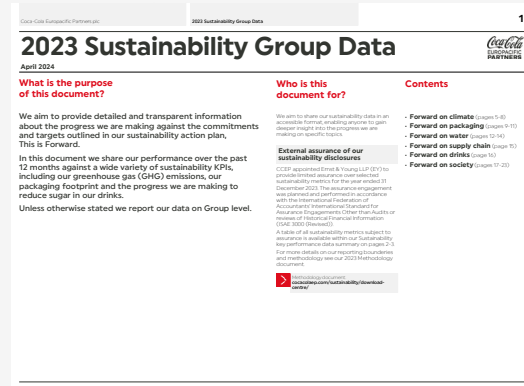 Coca-Cola Europacific Partners plc
2023 Sustainability Group Data
1
2023 Sustainability Group Data
Coca-Cola
EUROPACIFIC
PARTNERS
April 2024
What is the purpose
of this document?
We aim to provide detailed and transparent information
about the progress we are making against the commitments
and targets outlined in our sustainability action plan,
This is Forward.
In this document we share our performance over the past
12 months against a wide variety of sustainability KPIs,
including our greenhouse gas (GHG) emissions, our
packaging footprint and the progress we are making to
reduce sugar in our drinks.
Unless otherwise stated we report our data on Group level.
Who is this
document for?
We aim to share our sustainability data in an
accessible format, enabling anyone to gain
deeper insight into the progress we are
making on specific topics.
External assurance of our
sustainability disclosures
CCEP appointed Ernst & Young LLP (EY) to
provide limited assurance over selected
sustainability metrics for the year ended 31
December 2023. The assurance engagement
was planned and performed in accordance
with the International Federation of
Accountants' International Standard for
Assurance Engagements Other than Audits or
reviews of Historical Financial Information
(ISAE 3000 (Revised)).
A table of all sustainability metrics subject to
assurance is available within our Sustainability
key performance data summary on pages 2-3.
For more details on our reporting boundaries
and methodology see our 2023 Methodology
document.
Methodology document
cocacolaep.com/sustainability/download-
centre/
Contents
• Forward on climate (pages 5-8)
• Forward on packaging (pages 9-11)
• Forward on water (pages 12-14)
• Forward on supply chain (page 15)
• Forward on drinks (page 16)
• Forward on society (pages 17-23)